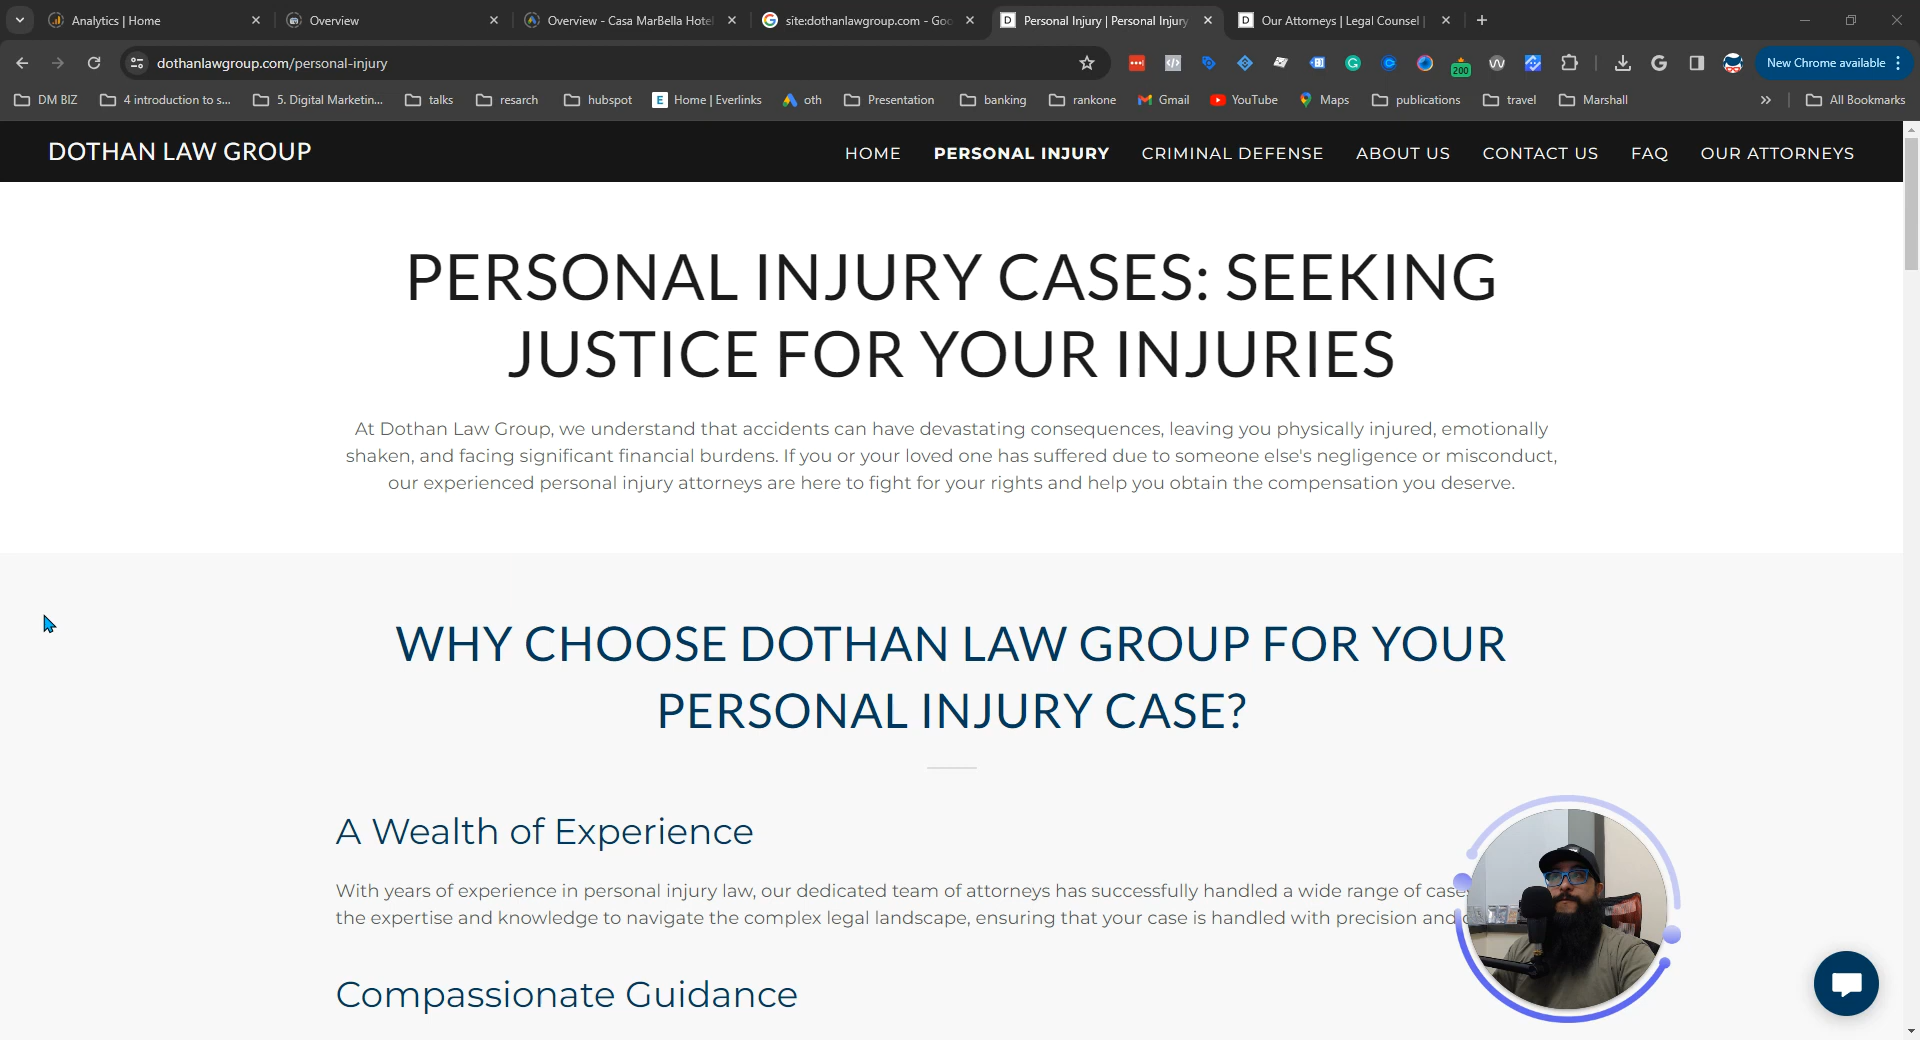 Analytics | Home
Overview
Overview - Casa MarBella Hotel
site:dothanlawgroup.com - Goo
Personal Injury | Personal Injury
Our Attorneys | Legal Counsel |
dothanlawgroup.com/personal-injury
200
New Chrome available
DM BIZ
4 introduction to s...
5. Digital Marketin...
talks
resarch
hubspot
Home | Everlinks
oth
Presentation
banking
rankone
Gmail
YouTube
Maps
publications
travel
Marshall
All Bookmarks
DOTHAN LAW GROUP
HOME
PERSONAL INJURY
CRIMINAL DEFENSE
ABOUT US
CONTACT US
FAQ
OUR ATTORNEYS
PERSONAL INJURY CASES: SEEKING
JUSTICE FOR YOUR INJURIES
At Dothan Law Group, we understand that accidents can have devastating consequences, leaving you physically injured, emotionally
shaken, and facing significant financial burdens. If you or your loved one has suffered due to someone else's negligence or misconduct,
our experienced personal injury attorneys are here to fight for your rights and help you obtain the compensation you deserve.
WHY CHOOSE DOTHAN LAW GROUP FOR YOUR
PERSONAL INJURY CASE?
A Wealth of Experience
With years of experience in personal injury law, our dedicated team of attorneys has successfully handled a wide range of
the expertise and knowledge to navigate the complex legal landscape, ensuring that your case is handled with precision and
Compassionate Guidance